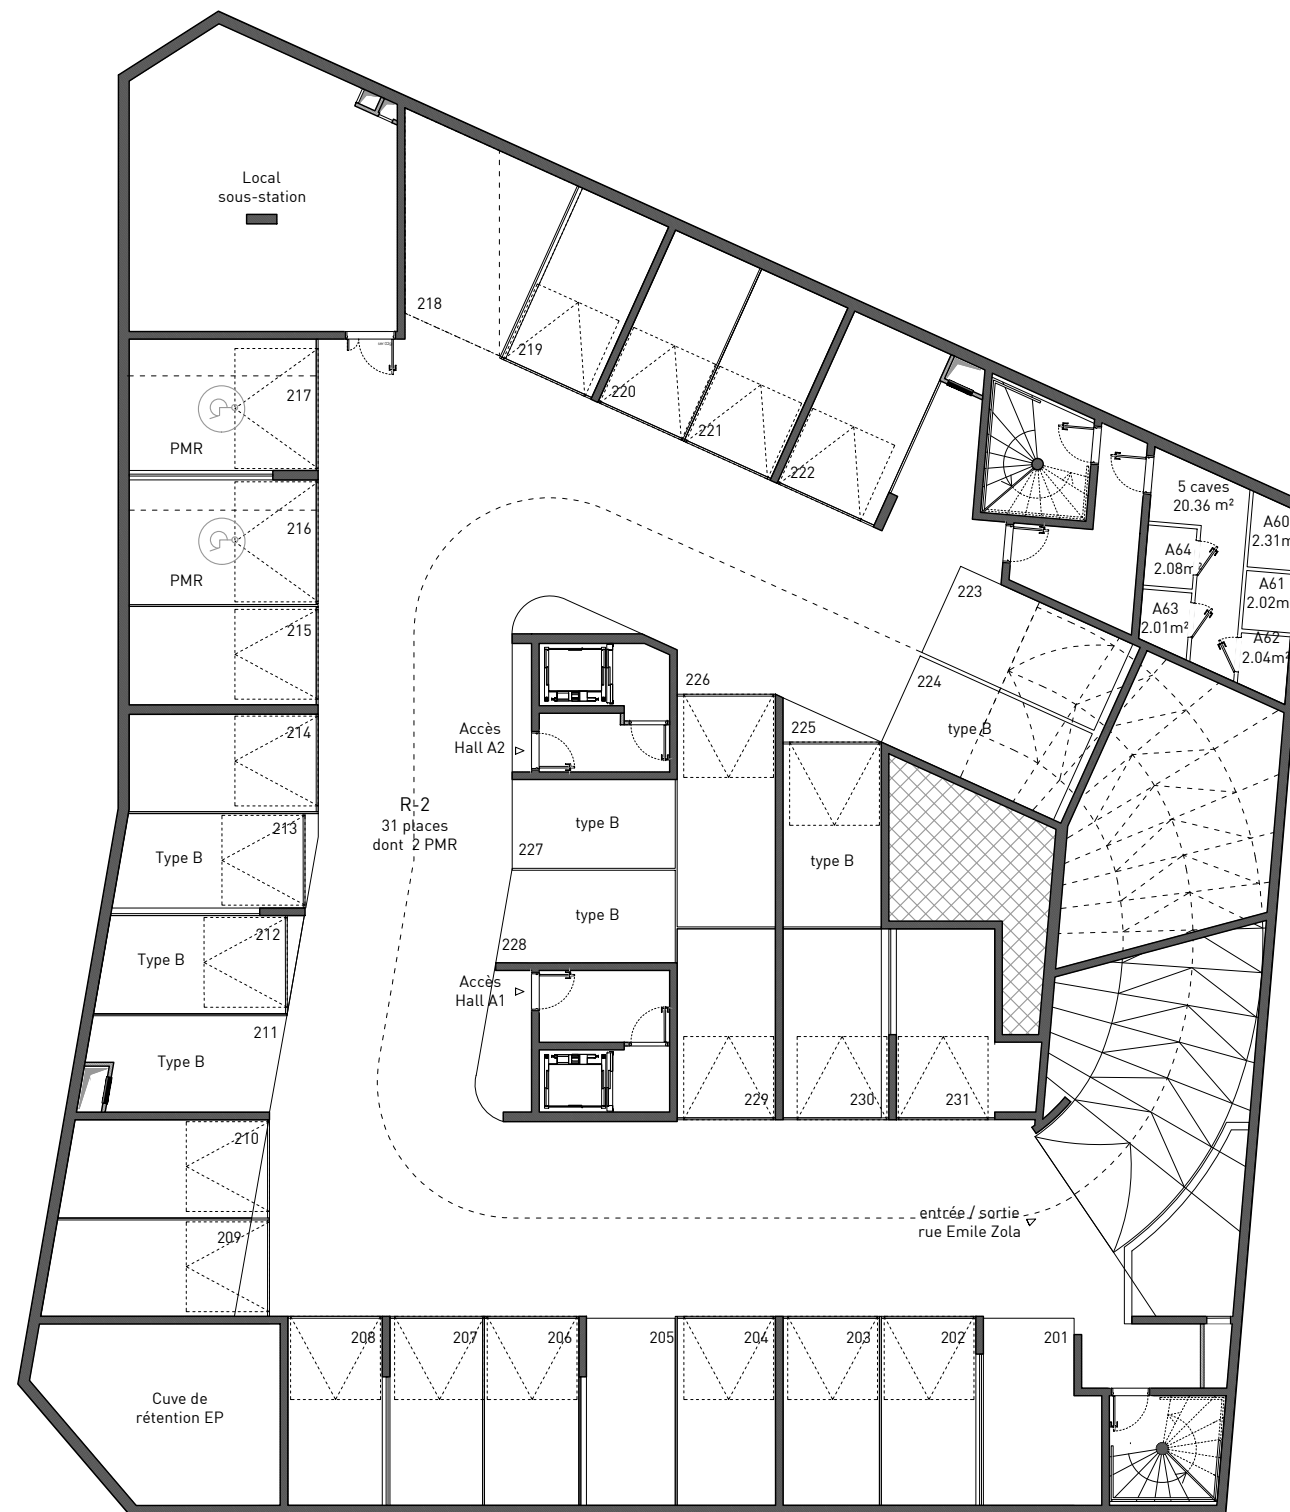 Local
sous-station
218
219
220
221
222
217
PMR
216
PMR
215
214
213
Type B
212
Type B
211
Type B
210
209
5 caves
20.36 m²
A60
2.31m
A64
2.08m
A61
2.02m
A63
2.01m²
A62
2.04m²
223
224
type B
226
225
type B
Accès
Hall A2
R-2
31 places
dont 2 PMR
type B
227
type B
228
Accès
Hall A1
229
230
231
entrée / sortie
rue Emile Zola
208
207
206
205
204
203
202
201
Cuve de
rétention EP